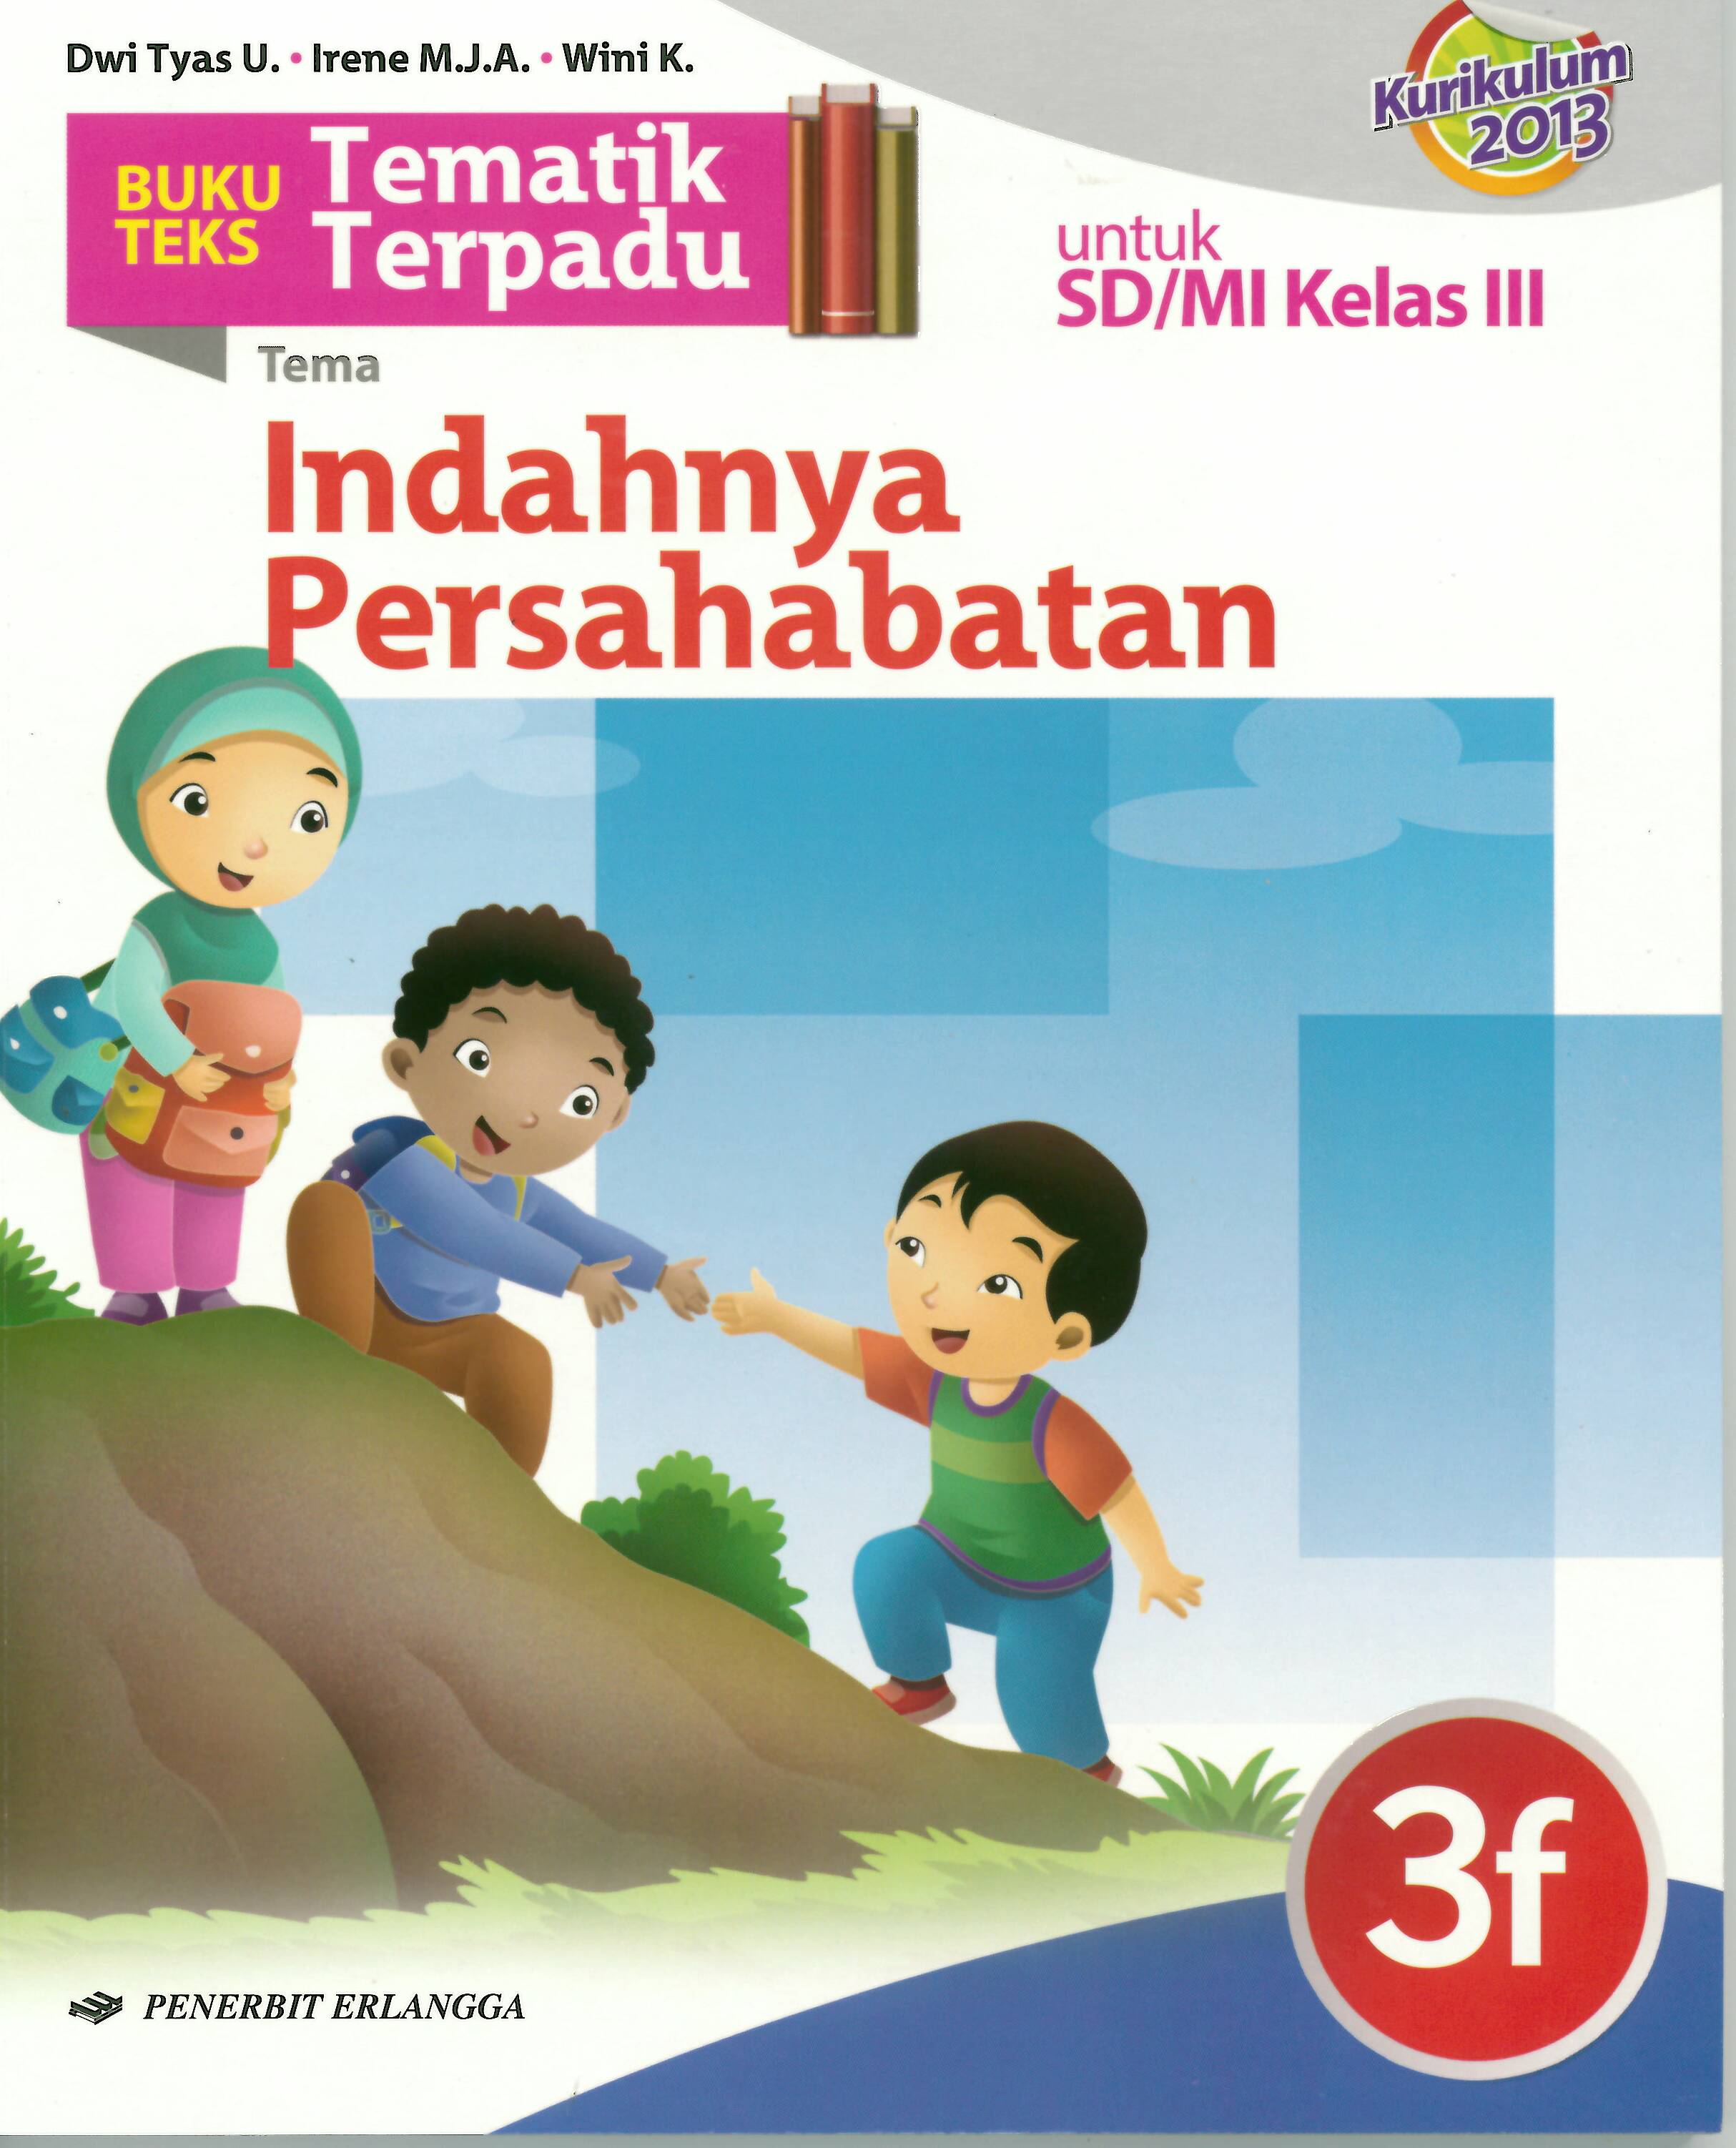 Dwi Tyas U. • Irene M.J.A. • Wini K.
Kurikulum
2013
BUKU
TEKS
Tematik
Terpadu
untuk
SD/MI Kelas III
Tema
Indahnya
Persahabatan
3f
PENERBIT ERLANGGA